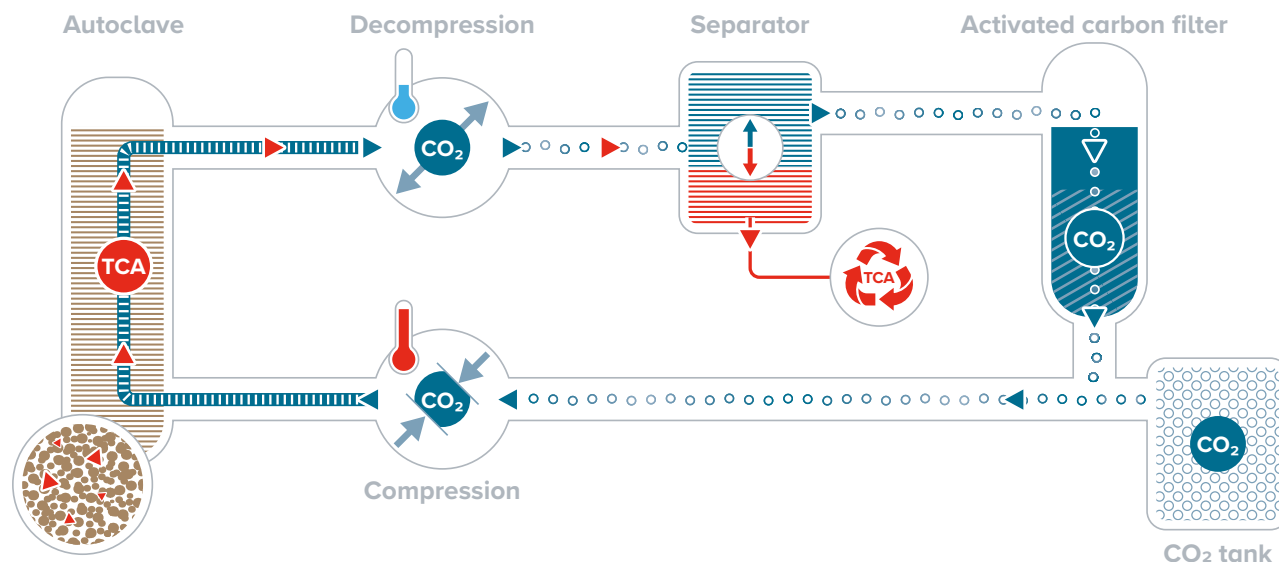 Autoclave
Decompression
Separator
Activated carbon filter
CO₂
TCA
CO₂
TCA
CO₂
CO₂
Compression
CO₂
CO₂ tank